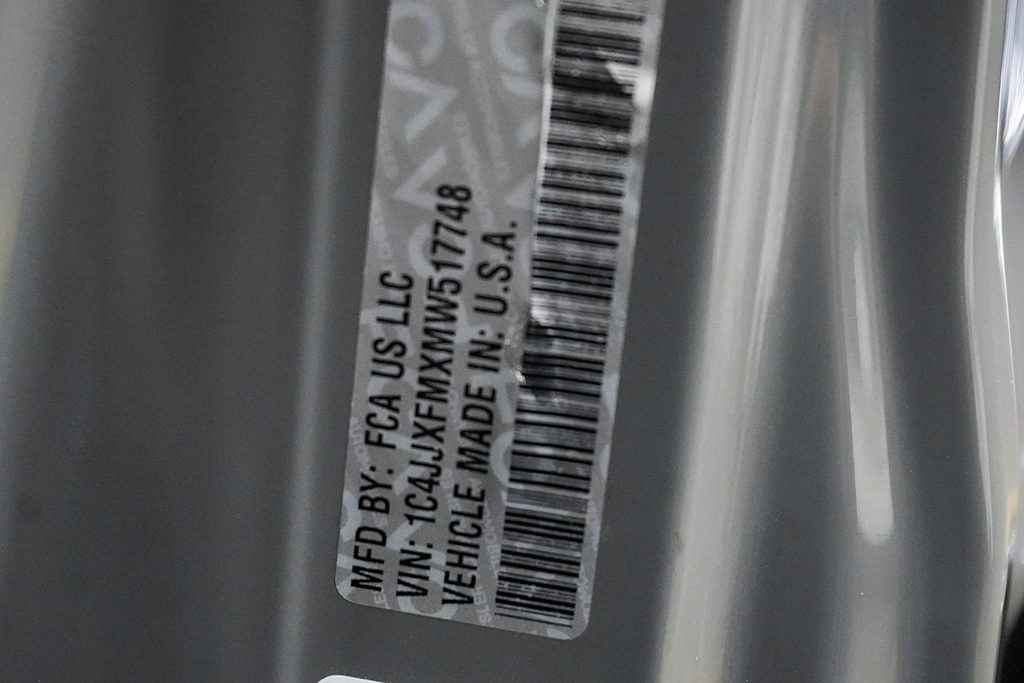 MFD BY: FCA US LLC
VIN: 1C4JJXFMXMW517748
VEHICLE MADE IN: U.S.A.